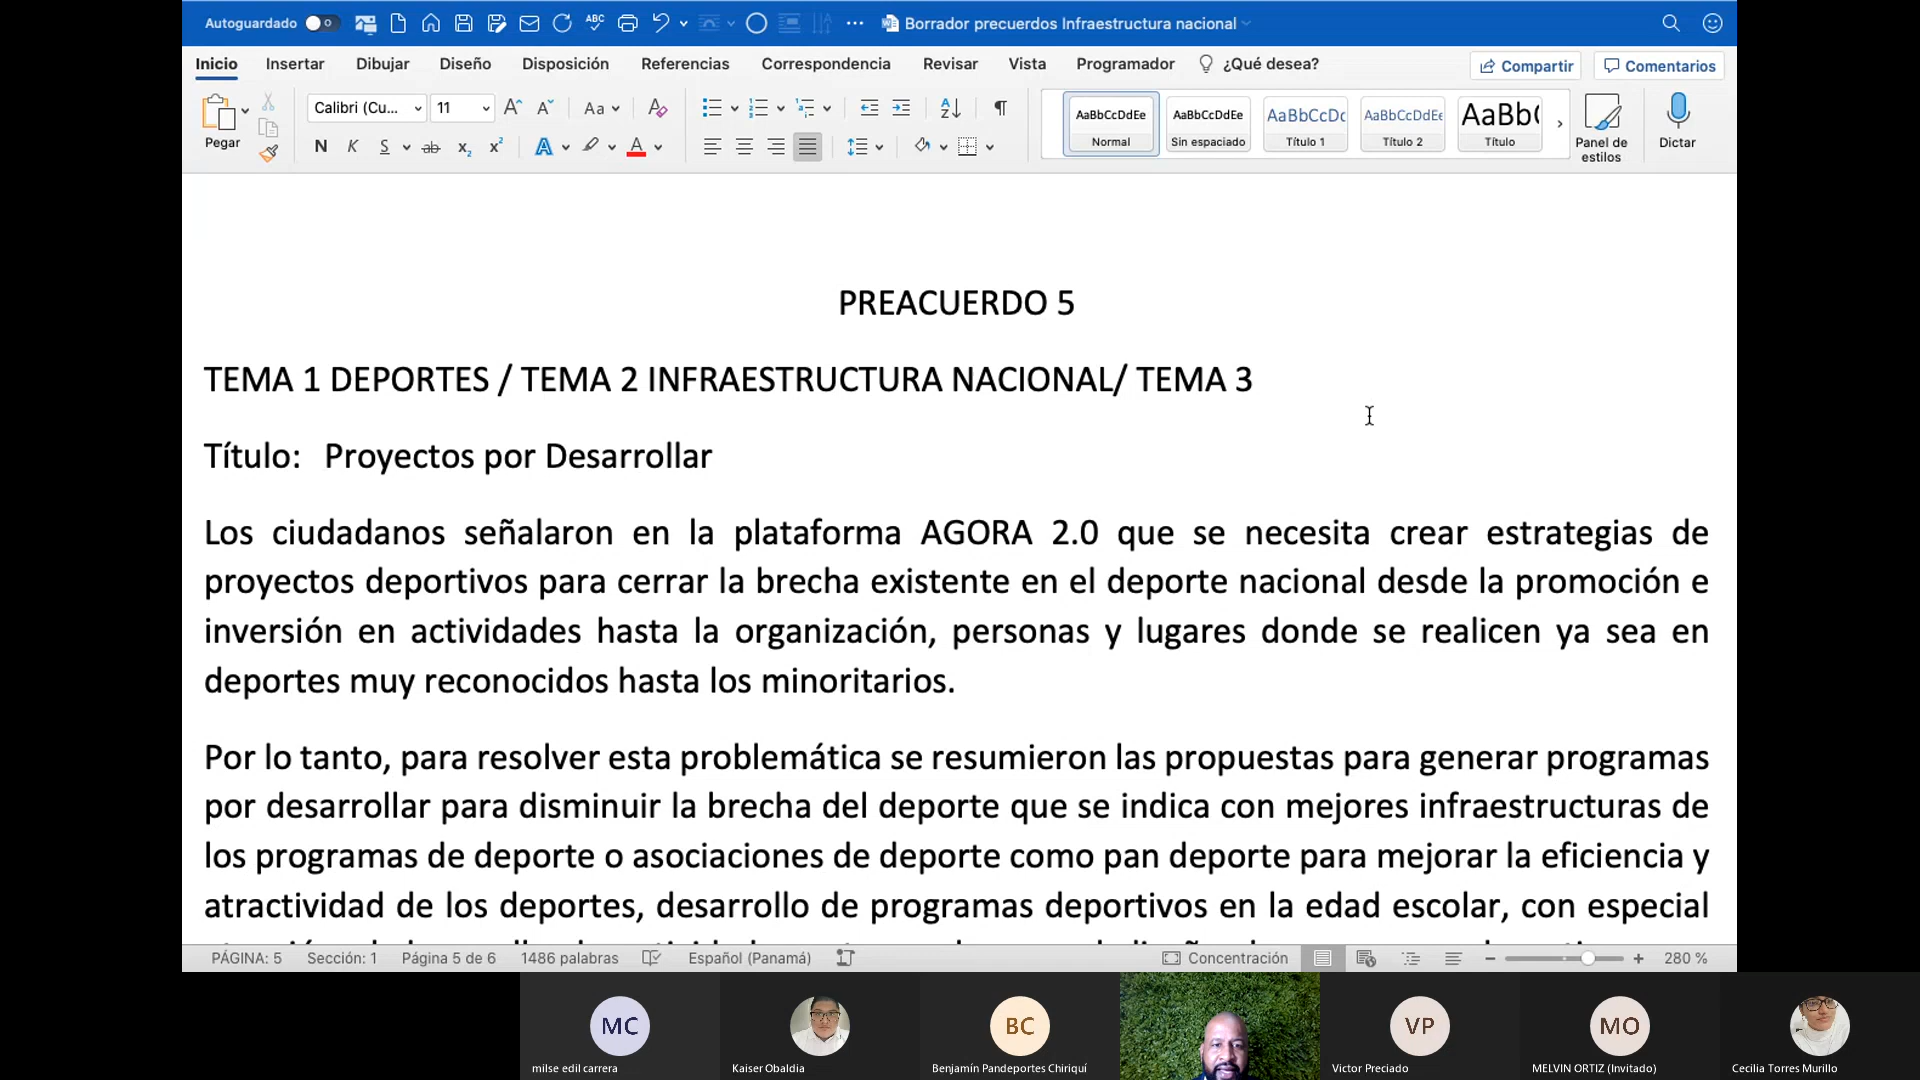 Autoguardado
Borrador precuerdos Infraestructura nacional
Inicio Insertar Dibujar Diseño Disposición Referencias Correspondencia Revisar Vista Programador ¿Qué desea? Compartir Comentarios
Pegar
Calibri (Cu... 11
Aa
N K S ab x₂ x²
AaBbCcDdEe AaBbCcDdEe AaBbCcDc AaBbCcDdEe AaBb(
Normal Sin espaciado Título 1 Título 2 Título
Panel de estilos
Dictar
PREACUERDO 5
TEMA 1 DEPORTES / TEMA 2 INFRAESTRUCTURA NACIONAL/ TEMA 3
Título: Proyectos por Desarrollar
Los ciudadanos señalaron en la plataforma AGORA 2.0 que se necesita crear estrategias de
proyectos deportivos para cerrar la brecha existente en el deporte nacional desde la promoción e
inversión en actividades hasta la organización, personas y lugares donde se realicen ya sea en
deportes muy reconocidos hasta los minoritarios.
Por lo tanto, para resolver esta problemática se resumieron las propuestas para generar programas
por desarrollar para disminuir la brecha del deporte que se indica con mejores infraestructuras de
los programas de deporte o asociaciones de deporte como pan deporte para mejorar la eficiencia y
atractividad de los deportes, desarrollo de programas deportivos en la edad escolar, con especial
PÁGINA: 5 Sección: 1 Página 5 de 6 1486 palabras Español (Panamá) Concentración 280 %
MC BC VP MO
milse edil carrera Kaiser Obaldia Benjamín Pandeportes Chiriquí Victor Preciado MELVIN ORTIZ (Invitado) Cecilia Torres Murillo